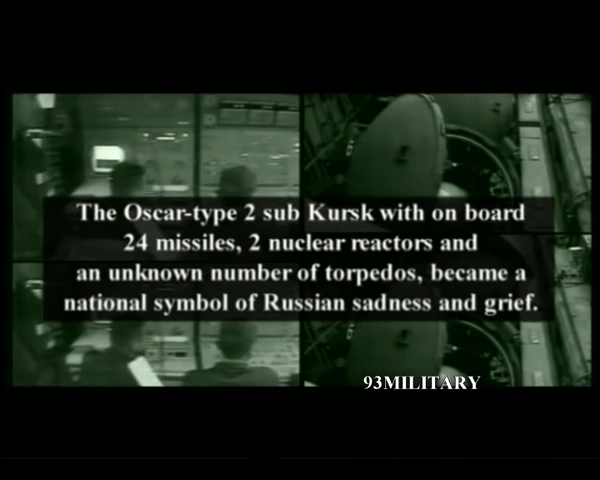 The Oscar-type 2 sub Kursk with on board
24 missiles, 2 nuclear reactors and
an unknown number of torpedos, became a
national symbol of Russian sadness and grief.
93MILITARY